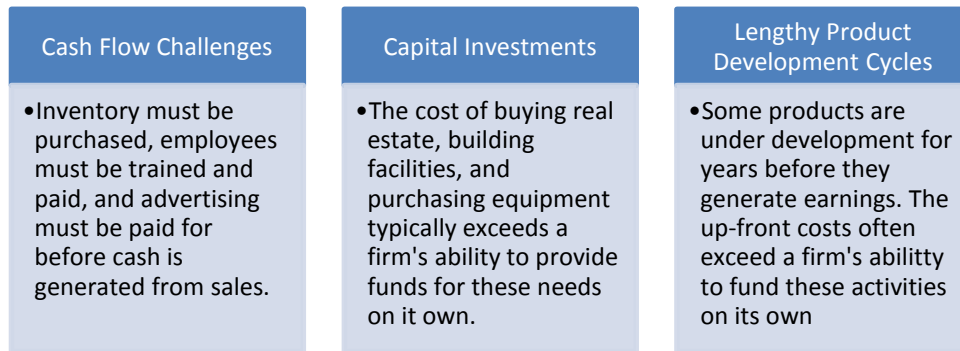 Cash Flow Challenges
•Inventory must be
purchased, employees
must be trained and
paid, and advertising
must be paid for
before cash is
generated from sales.
Capital Investments
•The cost of buying real
estate, building
facilities, and
purchasing equipment
typically exceeds a
firm's ability to provide
funds for these needs
on it own.
Lengthy Product
Development Cycles
•Some products are
under development for
years before they
generate earnings. The
up-front costs often
exceed a firm's abilitty
to fund these activities
on its own